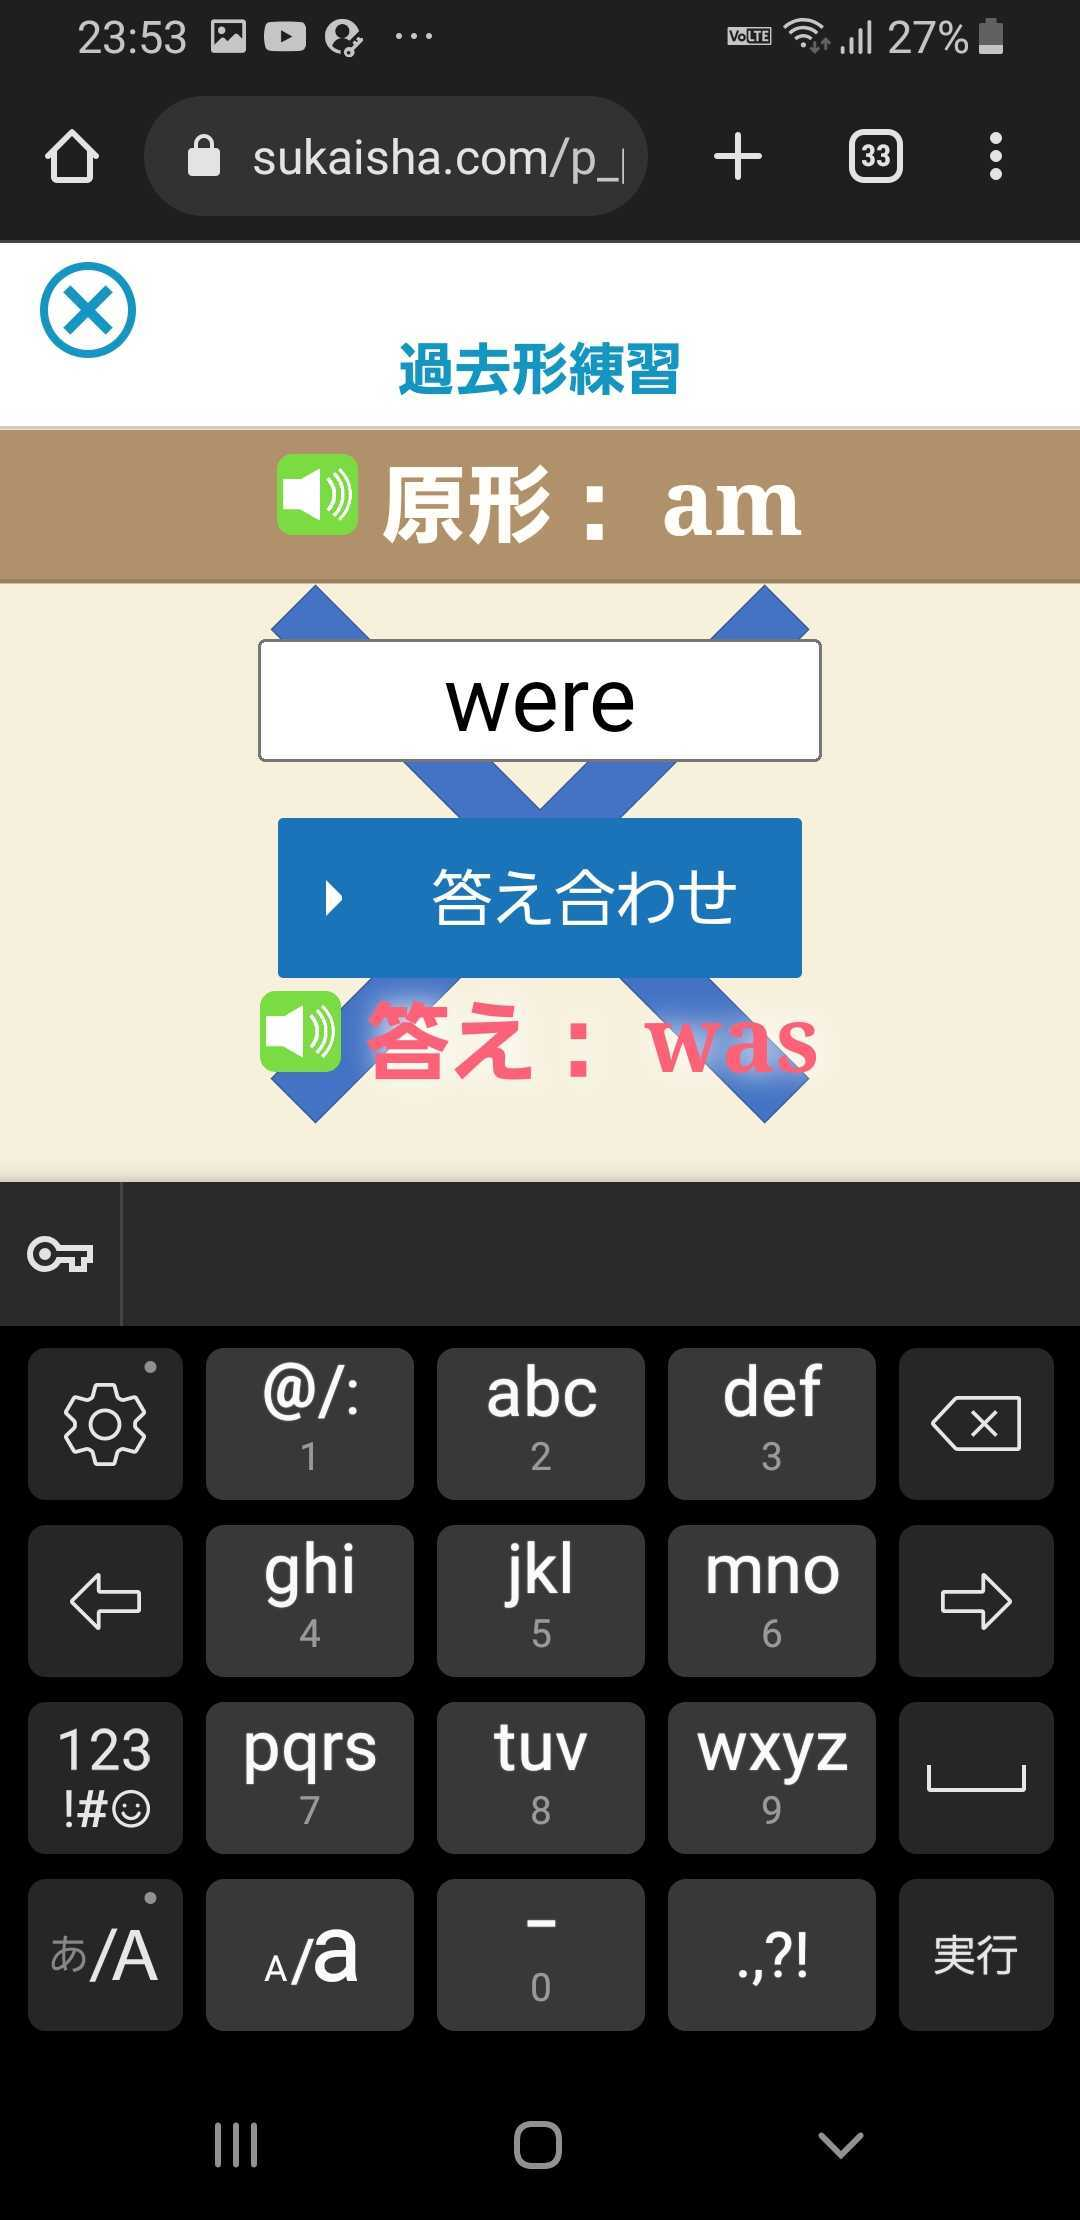 23:53 VoLTE 27%
sukaisha.com/p_ 33
過去形練習
原形： am
were
答え合わせ
答え： was
@/: abc def
1 2 3
ghi jkl mno
4 5 6
123 pqrs tuv wxyz
!#☺ 7 8 9
あ/A A/a - .,?! 実行
0